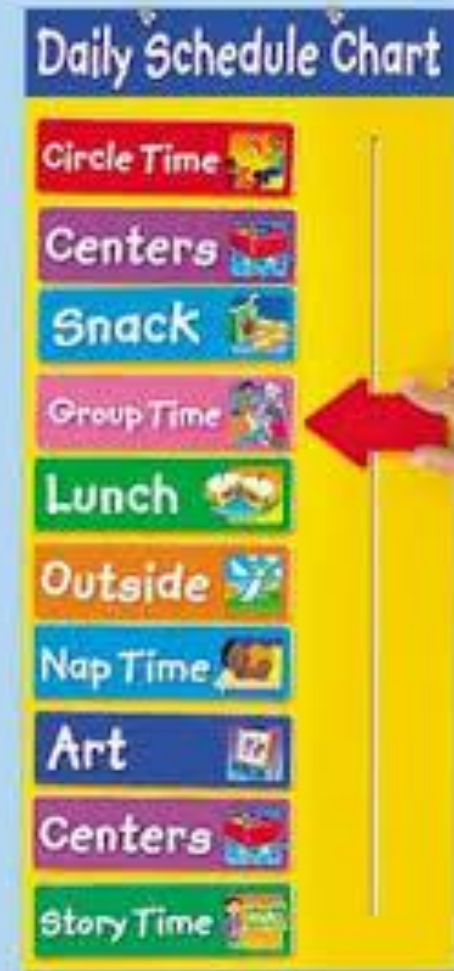 Daily Schedule Chart
Circle Time
Centers
Snack
Group Time
Lunch
Outside
Nap Time
Art
Centers
Story Time